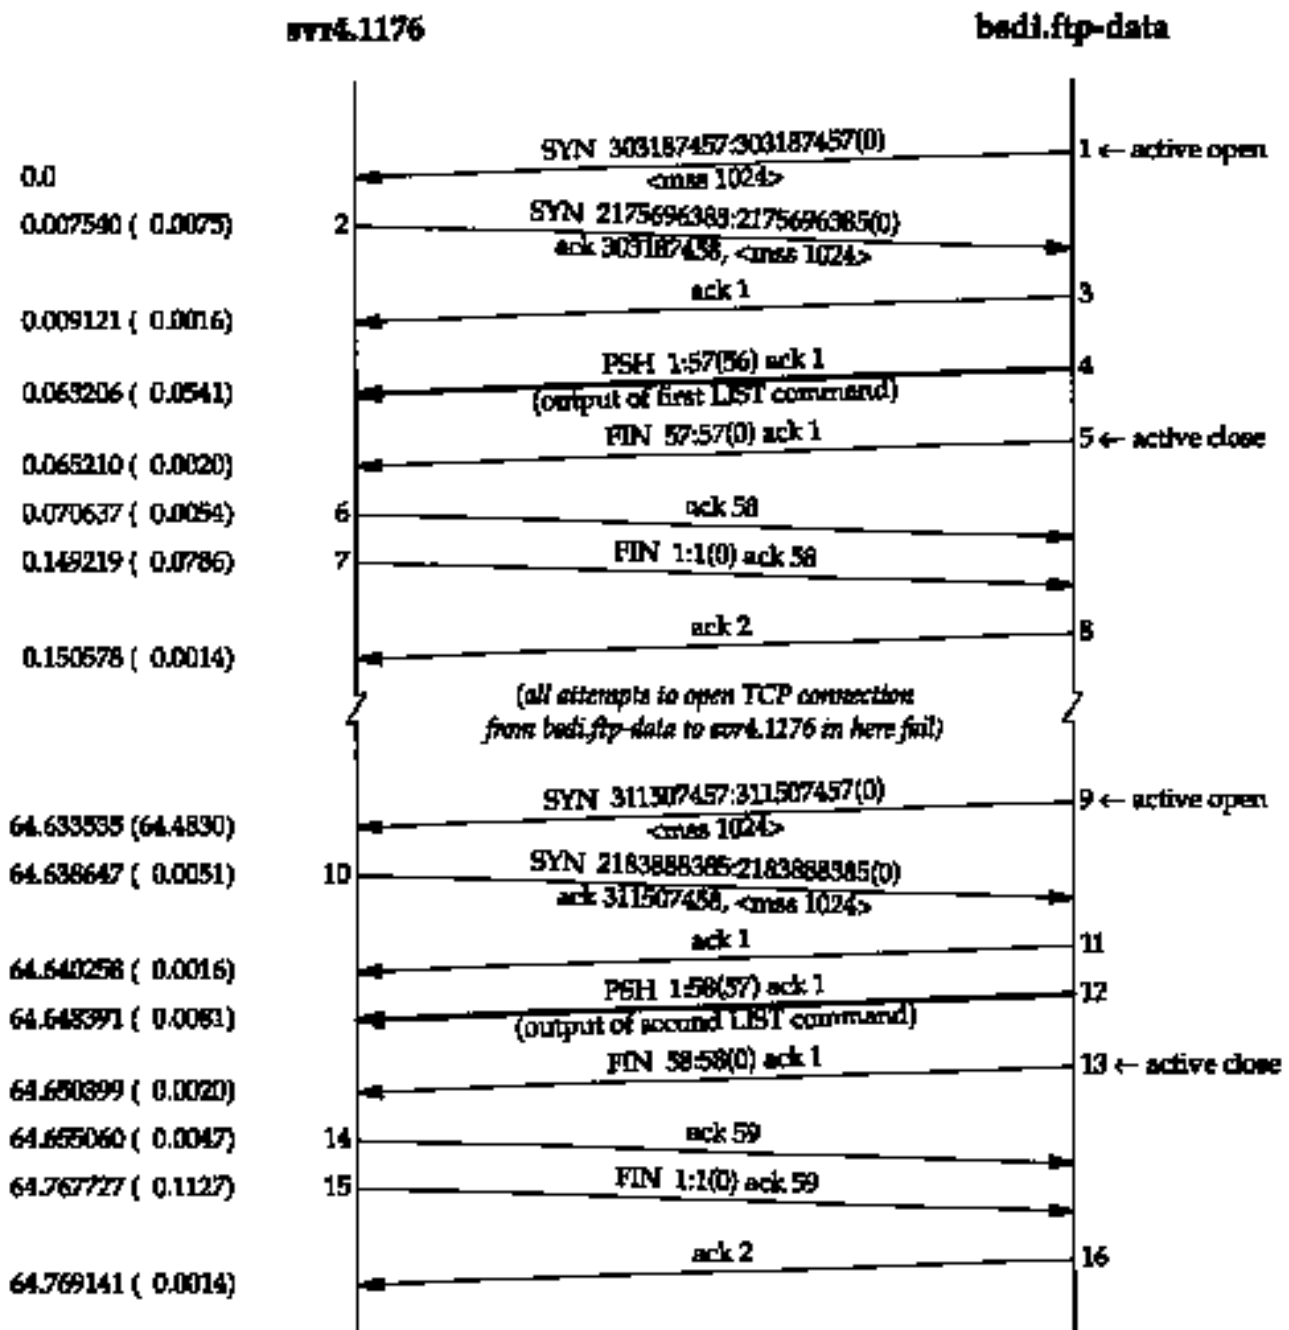 svr4.1176 bsdi.ftp-data
SYN 303187457:303187457(0) 1 ← active open
0.0 <mss 1024>
0.007540 ( 0.0075) 2 SYN 2175696385:2175696385(0)
ack 303187458, <mss 1024>
ack 1 3
0.009121 ( 0.0016)
PSH 1:57(56) ack 1 4
0.063206 ( 0.0541) (output of first LIST command)
FIN 57:57(0) ack 1 5 ← active close
0.065210 ( 0.0020)
0.070637 ( 0.0054) 6 ack 58
0.149219 ( 0.0786) 7 FIN 1:1(0) ack 58
ack 2 8
0.150578 ( 0.0014)
(all attempts to open TCP connection
from bsdi.ftp-data to svr4.1176 in here fail)
SYN 311507457:311507457(0) 9 ← active open
64.633535 (64.4830) <mss 1024>
64.638647 ( 0.0051) 10 SYN 2183888385:2183888385(0)
ack 311507458, <mss 1024>
ack 1 11
64.640258 ( 0.0016)
PSH 1:58(57) ack 1 12
64.648391 ( 0.0081) (output of second LIST command)
FIN 58:58(0) ack 1 13 ← active close
64.650399 ( 0.0020)
64.655060 ( 0.0047) 14 ack 59
64.767727 ( 0.1127) 15 FIN 1:1(0) ack 59
ack 2 16
64.769141 ( 0.0014)